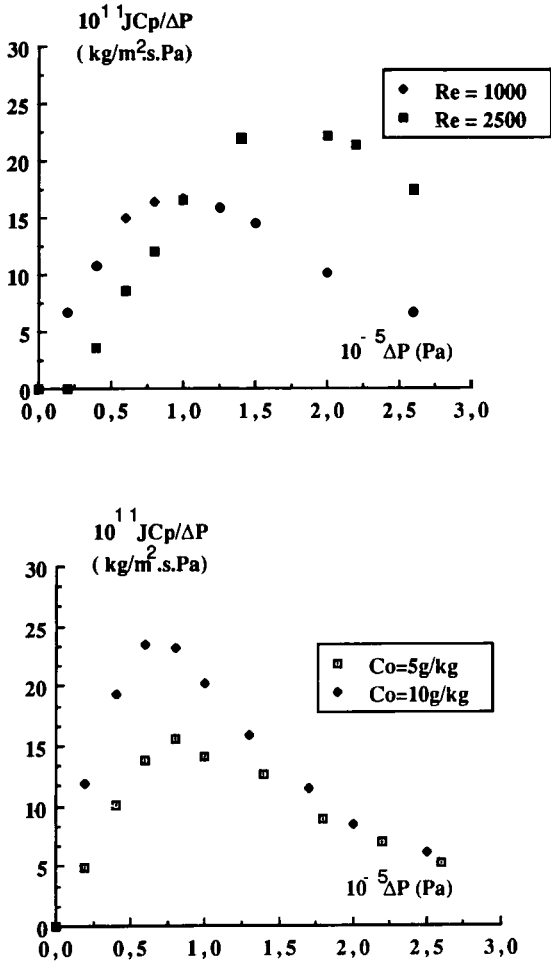 10¹¹JCp/ΔP
( kg/m².s.Pa)
30
Re = 1000
25
Re = 2500
20
15
10
5
10⁻⁵ΔP (Pa)
0
0,0 0,5 1,0 1,5 2,0 2,5 3,0
10¹¹JCp/ΔP
( kg/m².s.Pa)
30
25
Co=5g/kg
20
Co=10g/kg
15
10
5
10⁻⁵ΔP (Pa)
0
0,0 0,5 1,0 1,5 2,0 2,5 3,0